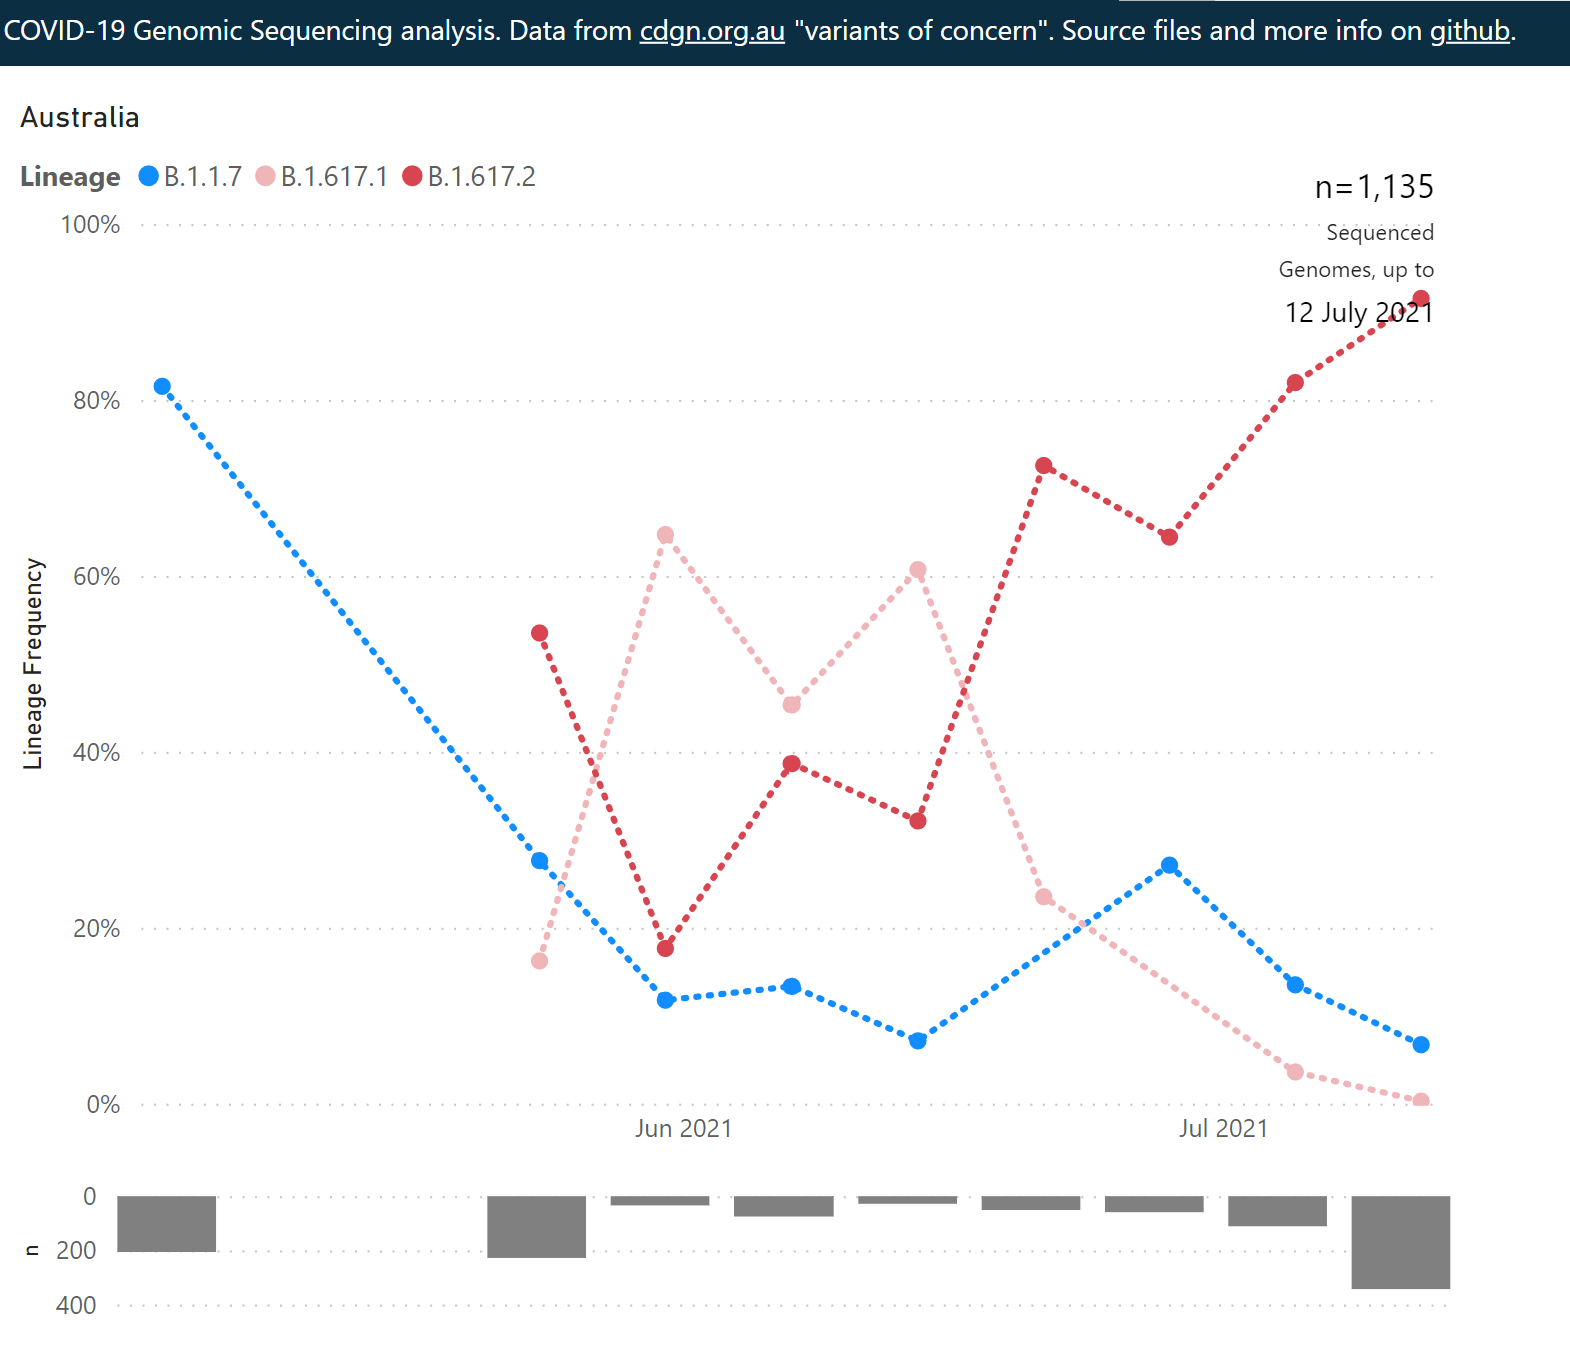 COVID-19 Genomic Sequencing analysis. Data from cdgn.org.au "variants of concern". Source files and more info on github.
Australia
Lineage B.1.1.7 B.1.617.1 B.1.617.2
n=1,135
Sequenced
Genomes, up to
12 July 2021
100%
80%
60%
40%
20%
0%
Lineage Frequency
Jun 2021 Jul 2021
0
200
400
n